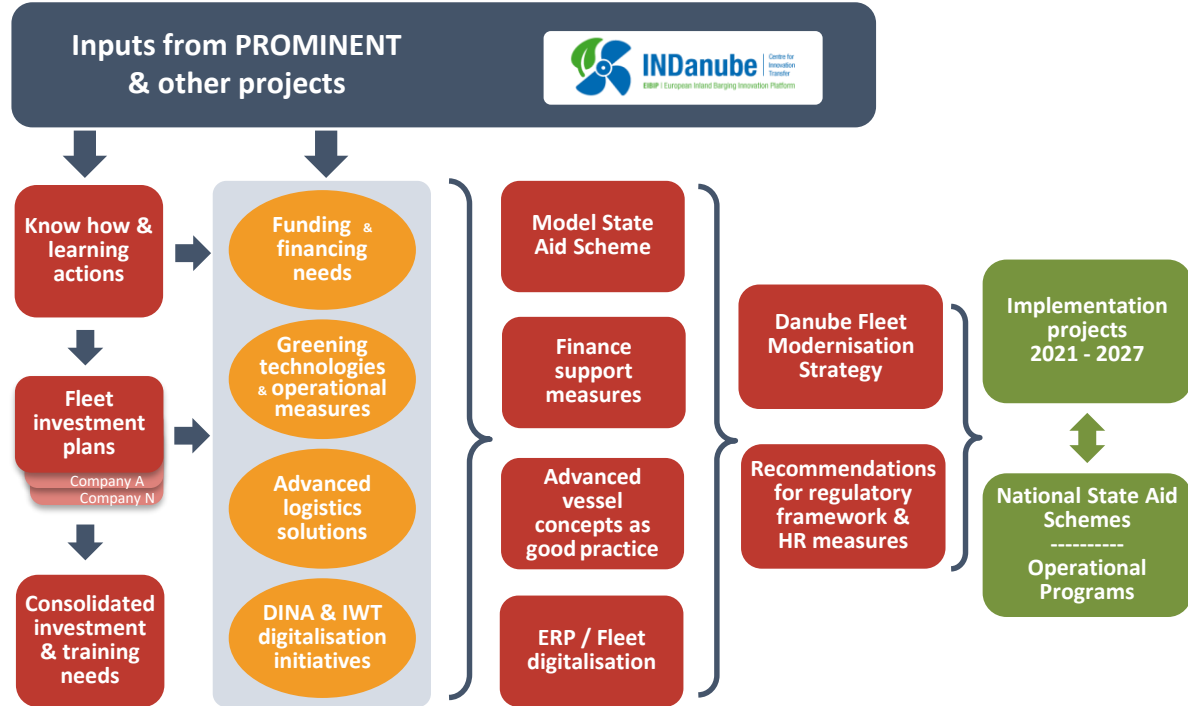 Inputs from PROMINENT
& other projects
INDanube
Centre for
Innovation
Transfer
EIBIP | European Inland Barging Innovation Platform
Know how &
learning
actions
Fleet
investment
plans
Company A
Company N
Consolidated
investment
& training
needs
Funding &
financing
needs
Greening
technologies
& operational
measures
Advanced
logistics
solutions
DINA & IWT
digitalisation
initiatives
Model State
Aid Scheme
Finance
support
measures
Advanced
vessel
concepts as
good practice
ERP / Fleet
digitalisation
Danube Fleet
Modernisation
Strategy
Recommendations
for regulatory
framework &
HR measures
Implementation
projects
2021 - 2027
National State Aid
Schemes
----------
Operational
Programs